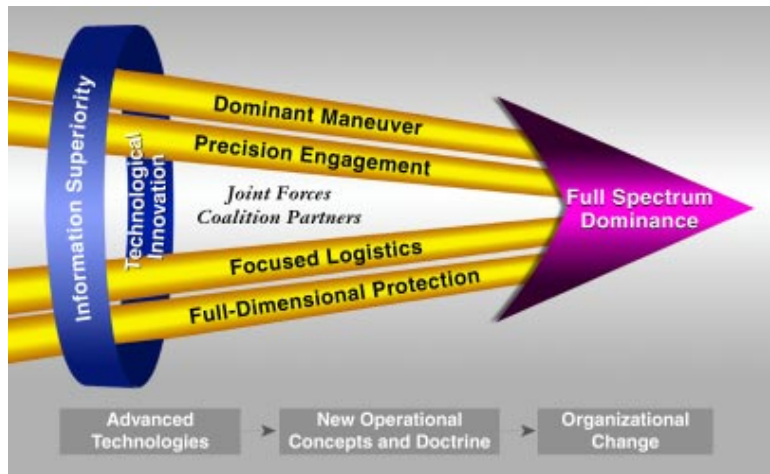 Information Superiority
Technological
Innovation
Dominant Maneuver
Precision Engagement
Joint Forces
Coalition Partners
Focused Logistics
Full-Dimensional Protection
Full Spectrum
Dominance
Advanced
Technologies
New Operational
Concepts and Doctrine
Organizational
Change